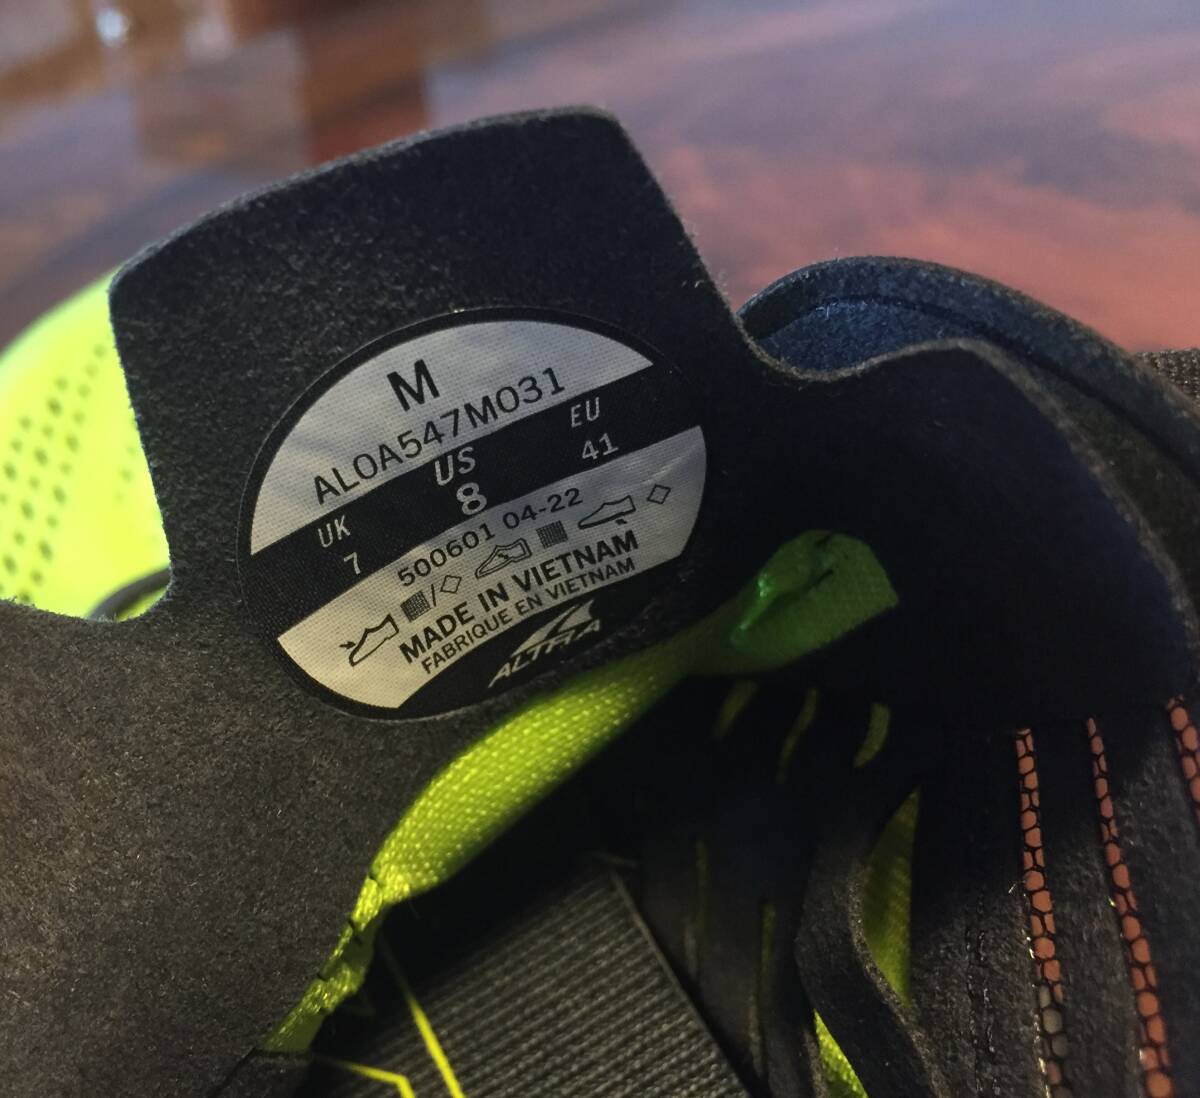 M
AL0A547M031
UK US EU
7 8 41
500601 04-22
MADE IN VIETNAM
FABRIQUE EN VIETNAM
ALTRA